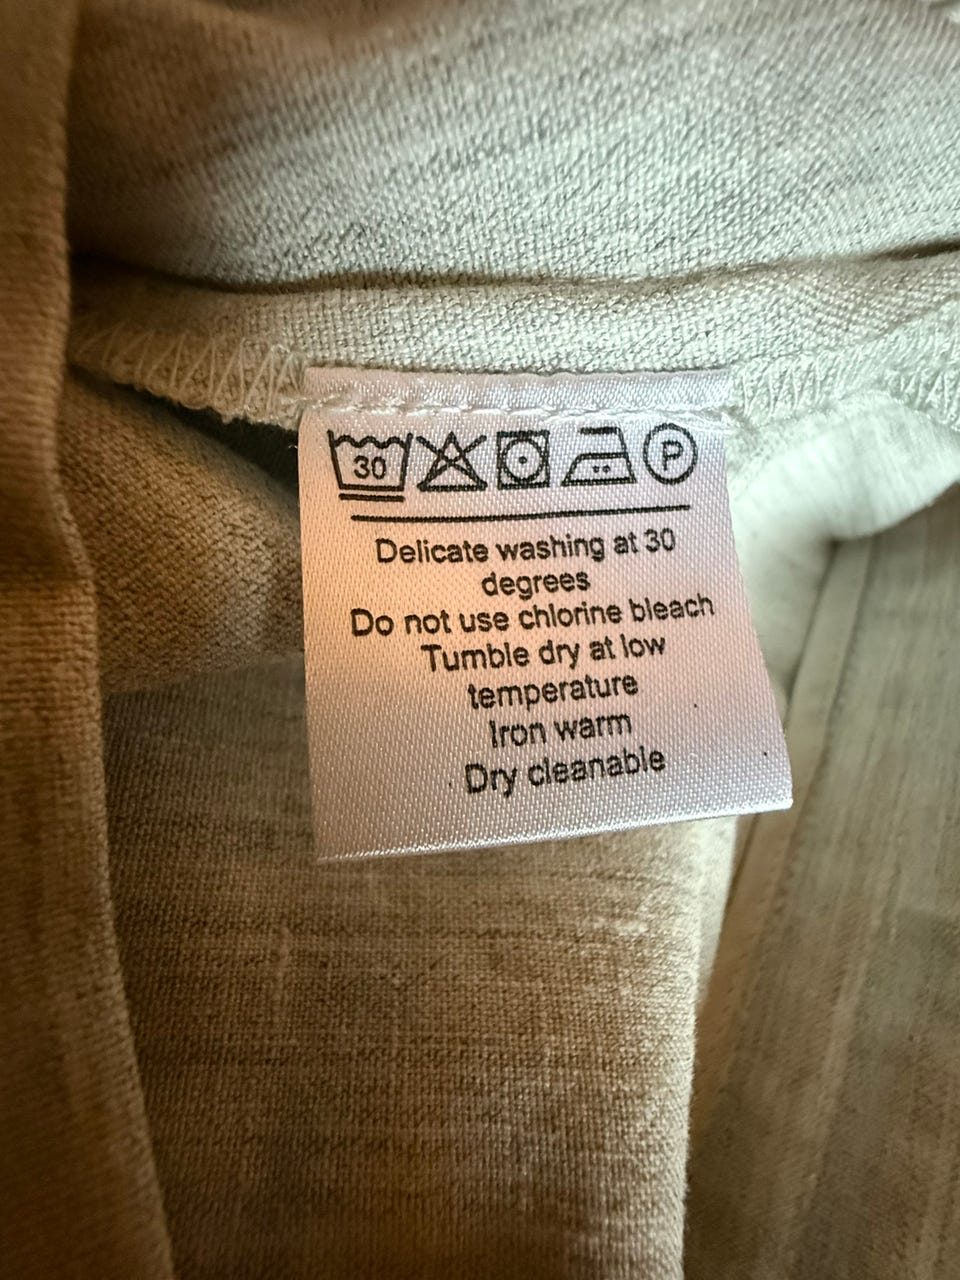 30 P
Delicate washing at 30
degrees
Do not use chlorine bleach
Tumble dry at low
temperature
Iron warm
Dry cleanable